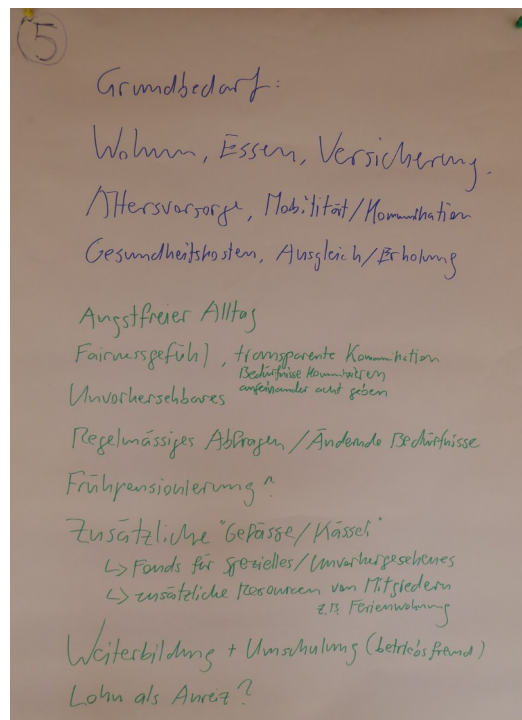 5
Grundbedarf:
Wohnen, Essen, Versicherung.
Altersvorsorge, Mobilität/Kommunikation
Gesundheitskosten, Ausgleich/Erholung
Angstfreier Alltag
Fairnessgefühl, transparente Kommunikation
Bedürfnisse kommunizieren
aufeinander acht geben
Unvorhersehbares
Regelmässiges Abfragen/Ändernde Bedürfnisse
Frühpensionierung?
Zusätzliche "Gefässe/Kässeli"
↳ Fonds für spezielles/Unvorhergesehenes
↳ zusätzliche Resourcen von Mitgliedern
z.B. Ferienwohnung
Weiterbildung + Umschulung (betriebsfremd)
Lohn als Anreiz?